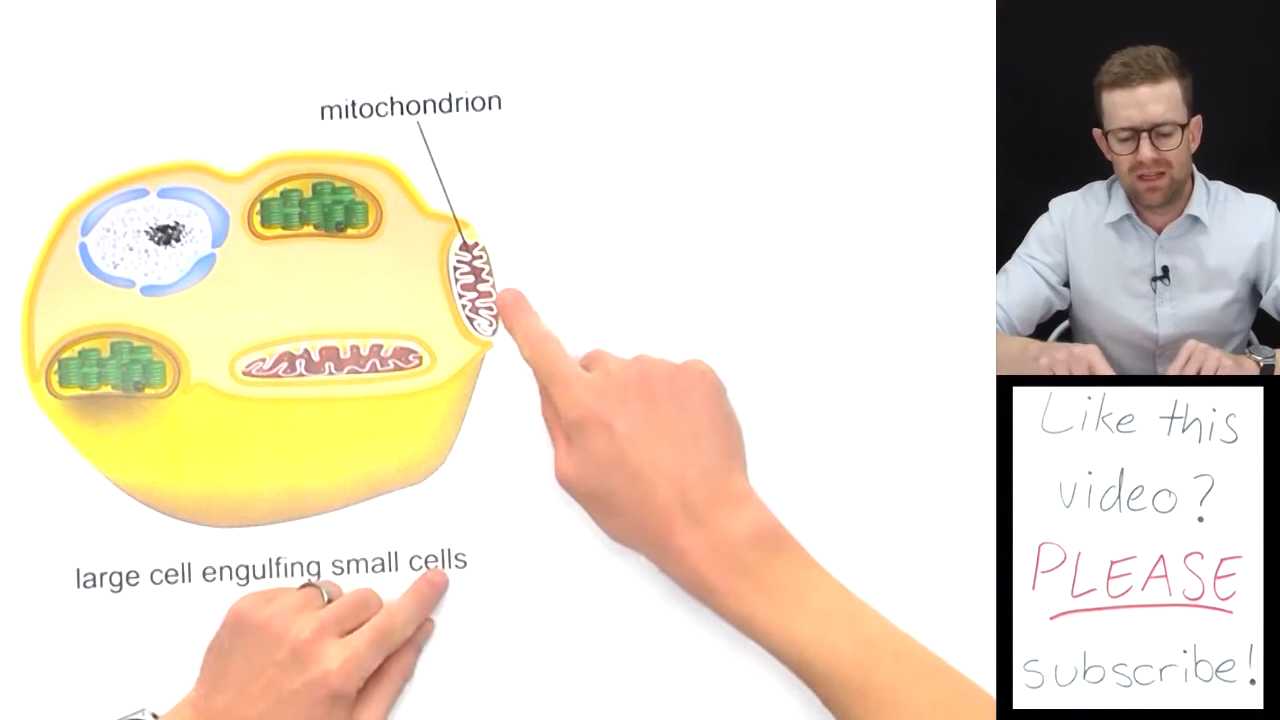 mitochondrion
large cell engulfing small cells
Like this
video?
PLEASE
subscribe!